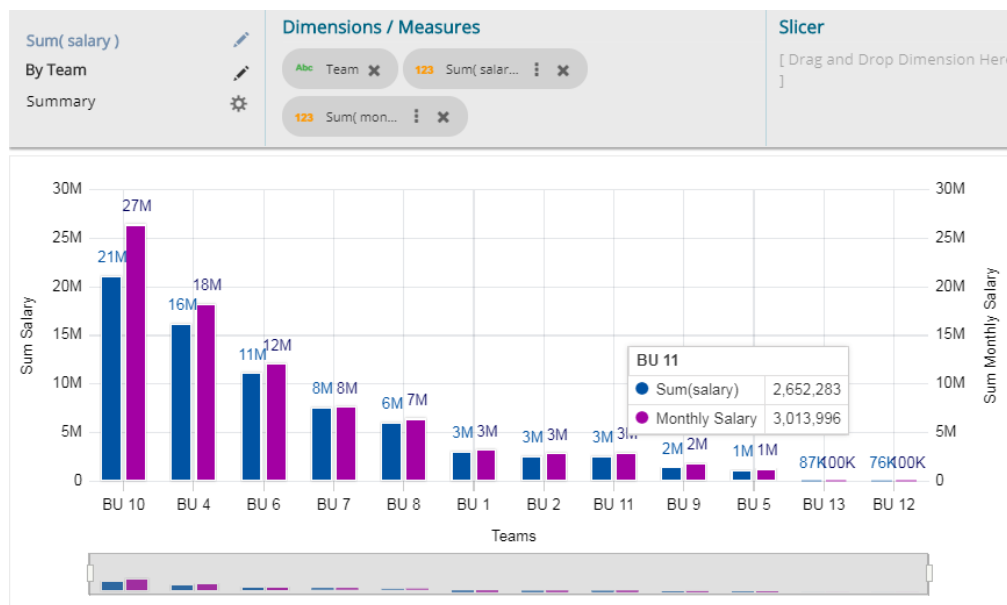 Sum( salary )
By Team
Summary
Dimensions / Measures
Abc Team
123 Sum( salar...
123 Sum( mon...
Slicer
[ Drag and Drop Dimension Here
]
30M 30M
27M
25M 25M
21M
20M 20M
18M
16M
15M 15M
12M
11M
10M 10M
8M 8M
7M
6M
5M 5M
3M 3M
3M 3M
3M 3M
2M 2M
1M 1M
87K 100K
76K 100K
0 0
BU 11
Sum(salary) 2,652,283
Monthly Salary 3,013,996
Sum Salary
Sum Monthly Salary
BU 10 BU 4 BU 6 BU 7 BU 8 BU 1 BU 2 BU 11 BU 9 BU 5 BU 13 BU 12
Teams